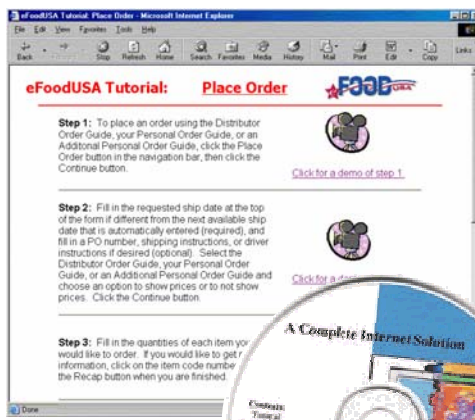 eFoodUSA Tutorial: Place Order - Microsoft Internet Explorer
File Edit View Favorites Tools Help
Back Stop Refresh Home Search Favorites Media History Mail Print Edit Copy Links
eFoodUSA Tutorial: Place Order
FOOD USA
Step 1: To place an order using the Distributor
Order Guide, your Personal Order Guide, or an
Additonal Personal Order Guide, click the Place
Order button in the navigation bar, then click the
Continue button.
Click for a demo of step 1.
Step 2: Fill in the requested ship date at the top
of the form if different from the next available ship
date that is automatically entered (required), and
fill in a PO number, shipping instructions, or driver
instructions if desired (optional). Select the
Distributor Order Guide, your Personal Order
Guide, or an Additional Personal Order Guide and
choose an option to show prices or to not show
prices. Click the Continue button.
Click for a
Step 3: Fill in the quantities of each item you
would like to order. If you would like to get
information, click on the item code number
the Recap button when you are finished.
A Complete Internet Solution
Contents:
Tutorial
Done